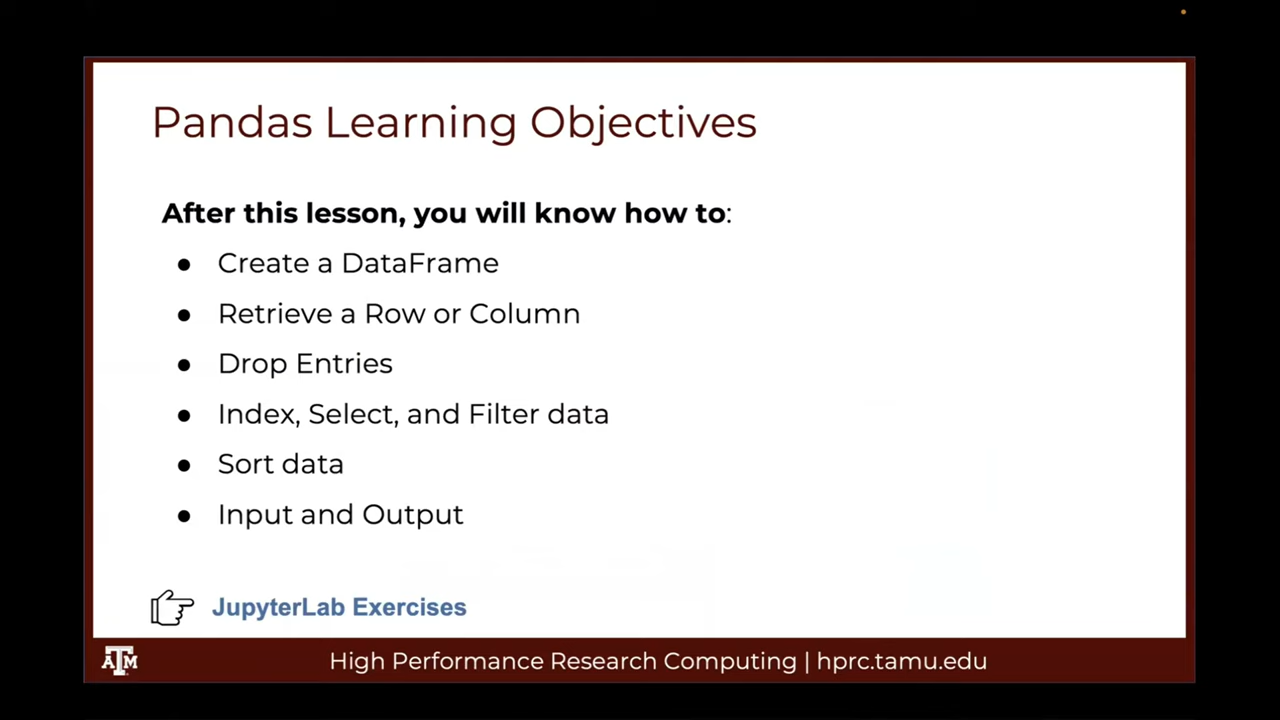 Pandas Learning Objectives
After this lesson, you will know how to:
● Create a DataFrame
● Retrieve a Row or Column
● Drop Entries
● Index, Select, and Filter data
● Sort data
● Input and Output
JupyterLab Exercises
ATM High Performance Research Computing | hprc.tamu.edu